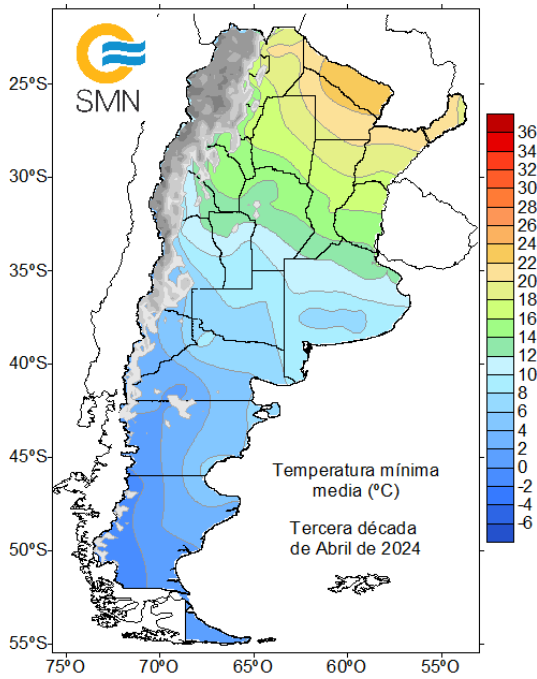 SMN
25°S
30°S
35°S
40°S
45°S
50°S
55°S
75°O
70°O
65°O
60°O
55°O
Temperatura mínima
media (ºC)
Tercera década
de Abril de 2024
36
34
32
30
28
26
24
22
20
18
16
14
12
10
8
6
4
2
0
-2
-4
-6